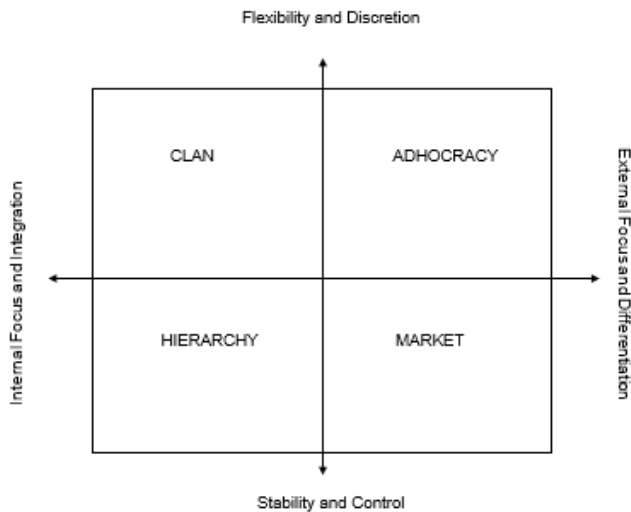 Flexibility and Discretion
CLAN
ADHOCRACY
Internal Focus and Integration
External Focus and Differentiation
HIERARCHY
MARKET
Stability and Control